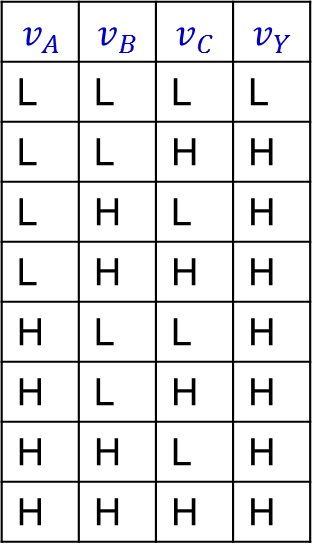 v_A v_B v_C v_Y
L L L L
L L H H
L H L H
L H H H
H L L H
H L H H
H H L H
H H H H